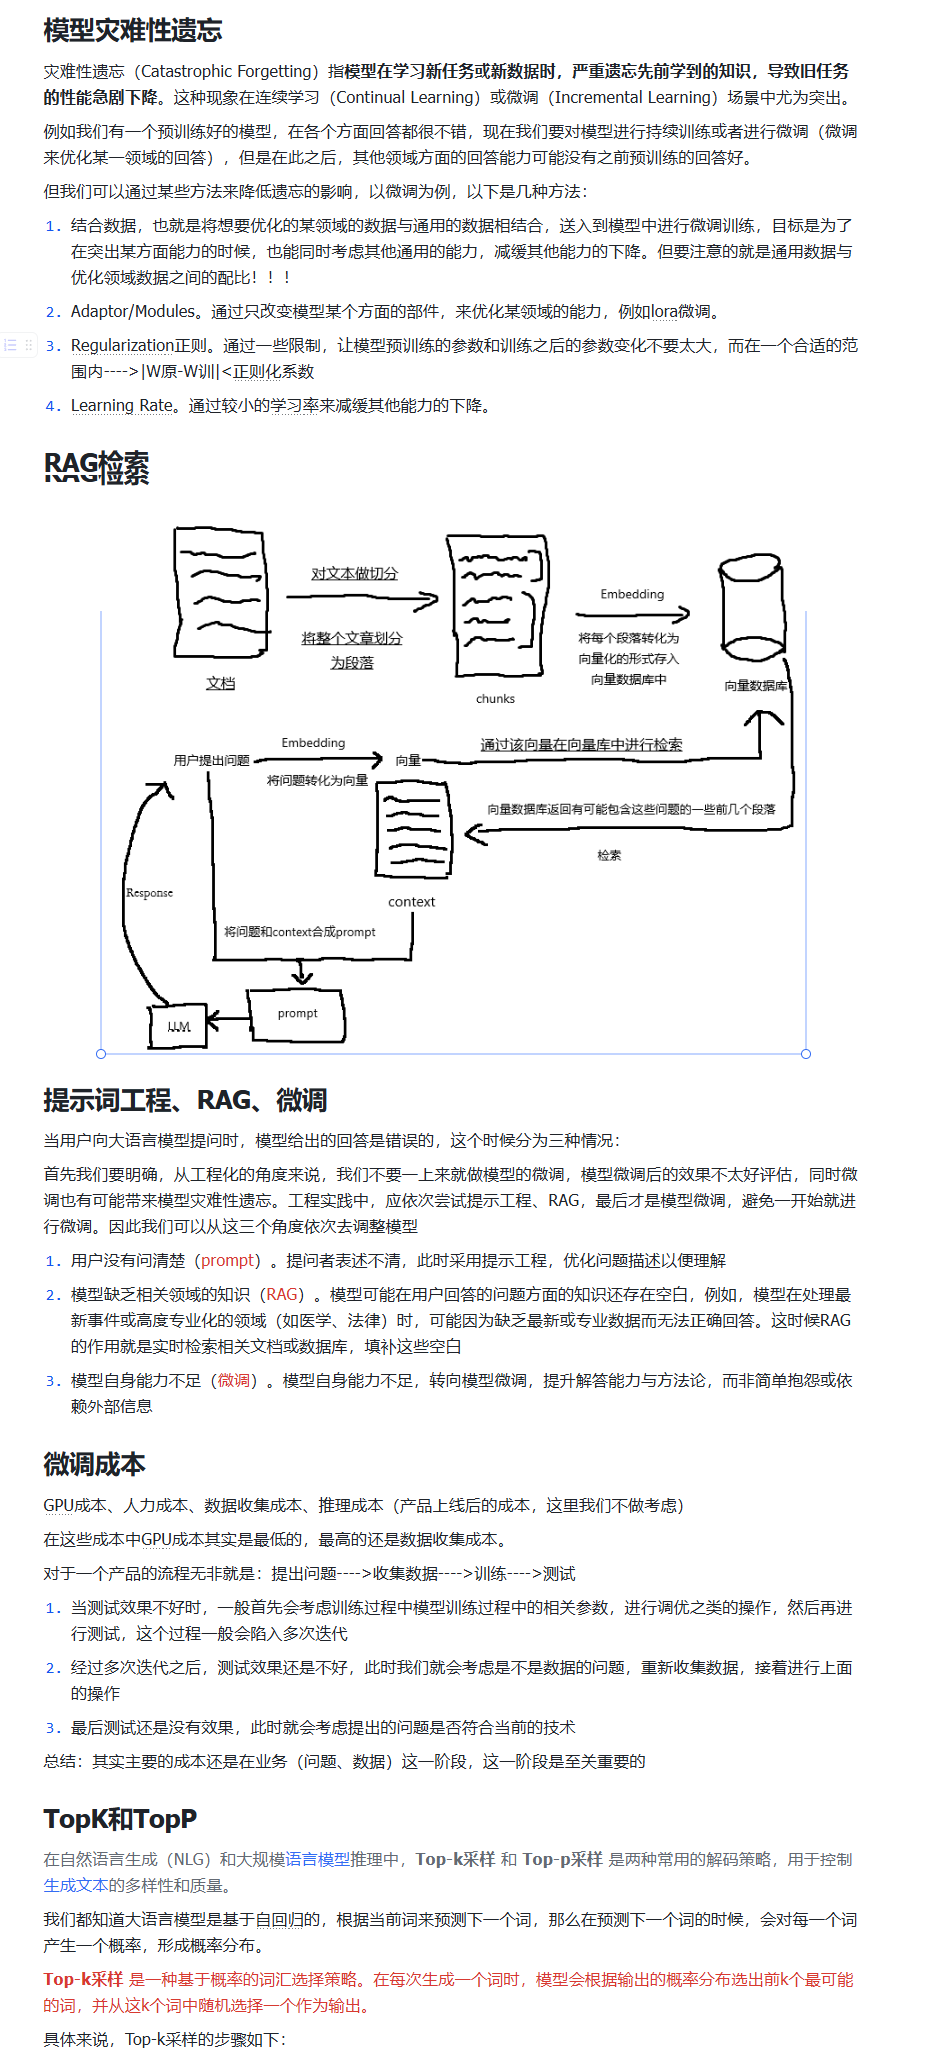 模型灾难性遗忘
灾难性遗忘（Catastrophic Forgetting）指模型在学习新任务或新数据时，严重遗忘先前学到的知识，导致旧任务
的性能急剧下降。这种现象在连续学习（Continual Learning）或微调（Incremental Learning）场景中尤为突出。
例如我们有一个预训练好的模型，在各个方面回答都很不错，现在我们要对模型进行持续训练或者进行微调（微调
来优化某一领域的回答），但是在此之后，其他领域方面的回答能力可能没有之前预训练的回答好。
但我们可以通过某些方法来降低遗忘的影响，以微调为例，以下是几种方法：
1. 结合数据，也就是将想要优化的某领域的数据与通用的数据相结合，送入到模型中进行微调训练，目标是为了
在突出某方面能力的时候，也能同时考虑其他通用的能力，减缓其他能力的下降。但要注意的就是通用数据与
优化领域数据之间的配比！！！
2. Adaptor/Modules。通过只改变模型某个方面的部件，来优化某领域的能力，例如lora微调。
3. Regularization正则。通过一些限制，让模型预训练的参数和训练之后的参数变化不要太大，而在一个合适的范
围内---->|W原-W训|<正则化系数
4. Learning Rate。通过较小的学习率来减缓其他能力的下降。
RAG检索
对文本做切分
Embedding
将整个文章划分
为段落
将每个段落转化为
向量化的形式存入
向量数据库中
文档
chunks
向量数据库
Embedding
通过该向量在向量库中进行检索
用户提出问题
向量
将问题转化为向量
向量数据库返回有可能包含这些问题的一些前几个段落
检索
Response
context
将问题和context合成prompt
prompt
LLM
提示词工程、RAG、微调
当用户向大语言模型提问时，模型给出的回答是错误的，这个时候分为三种情况：
首先我们要明确，从工程化的角度来说，我们不要一上来就做模型的微调，模型微调后的效果不太好评估，同时微
调也有可能带来模型灾难性遗忘。工程实践中，应依次尝试提示工程、RAG，最后才是模型微调，避免一开始就进
行微调。因此我们可以从这三个角度依次去调整模型
1. 用户没有问清楚（prompt）。提问者表述不清，此时采用提示工程，优化问题描述以便理解
2. 模型缺乏相关领域的知识（RAG）。模型可能在用户回答的问题方面的知识还存在空白，例如，模型在处理最
新事件或高度专业化的领域（如医学、法律）时，可能因为缺乏最新或专业数据而无法正确回答。这时候RAG
的作用就是实时检索相关文档或数据库，填补这些空白
3. 模型自身能力不足（微调）。模型自身能力不足，转向模型微调，提升解答能力与方法论，而非简单抱怨或依
赖外部信息
微调成本
GPU成本、人力成本、数据收集成本、推理成本（产品上线后的成本，这里我们不做考虑）
在这些成本中GPU成本其实是最低的，最高的还是数据收集成本。
对于一个产品的流程无非就是：提出问题---->收集数据---->训练---->测试
1. 当测试效果不好时，一般首先会考虑训练过程中模型训练过程中的相关参数，进行调优之类的操作，然后再进
行测试，这个过程一般会陷入多次迭代
2. 经过多次迭代之后，测试效果还是不好，此时我们就会考虑是不是数据的问题，重新收集数据，接着进行上面
的操作
3. 最后测试还是没有效果，此时就会考虑提出的问题是否符合当前的技术
总结：其实主要的成本还是在业务（问题、数据）这一阶段，这一阶段是至关重要的
TopK和TopP
在自然语言生成（NLG）和大规模语言模型推理中，Top-k采样 和 Top-p采样 是两种常用的解码策略，用于控制
生成文本的多样性和质量。
我们都知道大语言模型是基于自回归的，根据当前词来预测下一个词，那么在预测下一个词的时候，会对每一个词
产生一个概率，形成概率分布。
Top-k采样 是一种基于概率的词汇选择策略。在每次生成一个词时，模型会根据输出的概率分布选出前k个最可能
的词，并从这k个词中随机选择一个作为输出。
具体来说，Top-k采样的步骤如下：